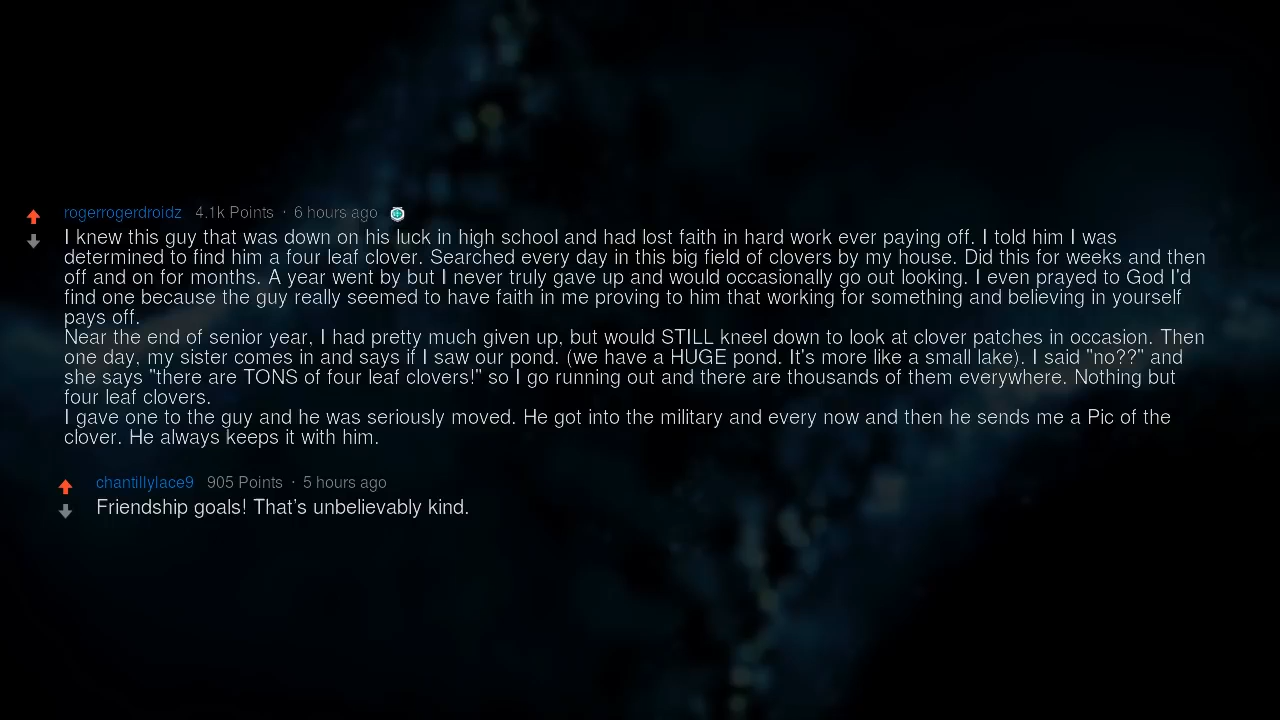 rogerrogerdroidz 4.1k Points · 6 hours ago
I knew this guy that was down on his luck in high school and had lost faith in hard work ever paying off. I told him I was
determined to find him a four leaf clover. Searched every day in this big field of clovers by my house. Did this for weeks and then
off and on for months. A year went by but I never truly gave up and would occasionally go out looking. I even prayed to God I'd
find one because the guy really seemed to have faith in me proving to him that working for something and believing in yourself
pays off.
Near the end of senior year, I had pretty much given up, but would STILL kneel down to look at clover patches in occasion. Then
one day, my sister comes in and says if I saw our pond. (we have a HUGE pond. It's more like a small lake). I said "no??" and
she says "there are TONS of four leaf clovers!" so I go running out and there are thousands of them everywhere. Nothing but
four leaf clovers.
I gave one to the guy and he was seriously moved. He got into the military and every now and then he sends me a Pic of the
clover. He always keeps it with him.
chantillylace9 905 Points · 5 hours ago
Friendship goals! That's unbelievably kind.